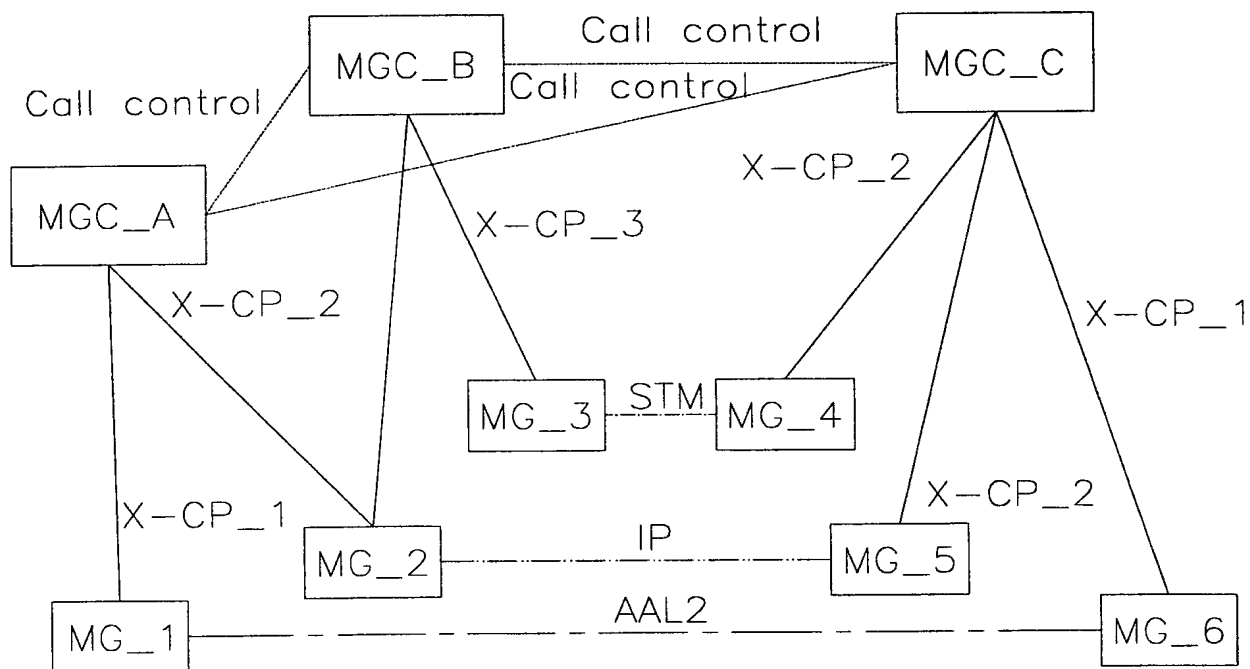 Call control
MGC_B
MGC_C
Call control
Call control
MGC_A
X-CP_2
X-CP_3
X-CP_2
X-CP_1
STM
MG_3
MG_4
X-CP_2
X-CP_1
IP
MG_2
MG_5
AAL2
MG_1
MG_6